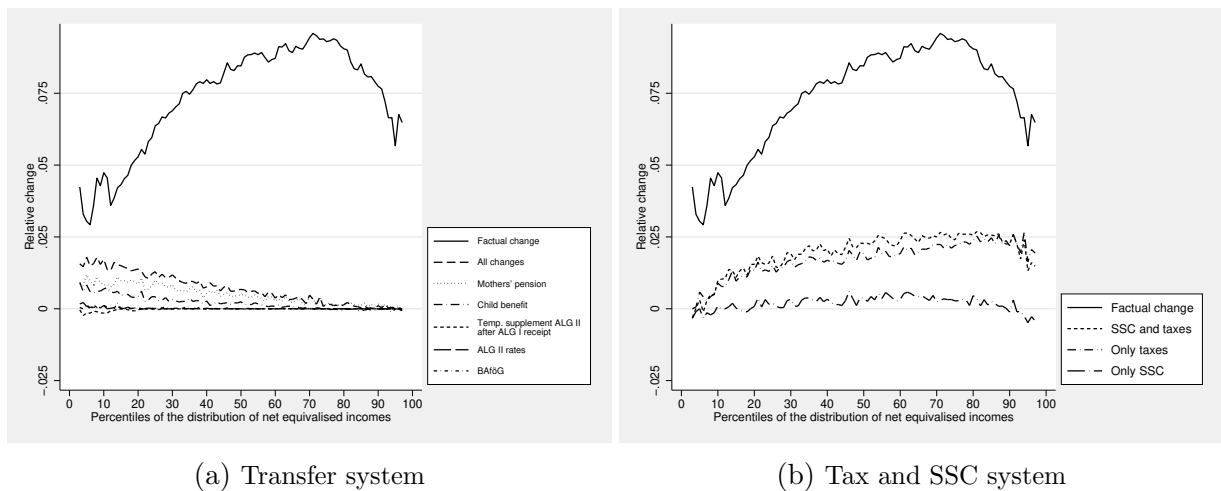 Relative change
.075
.05
.025
0
-.025
0 10 20 30 40 50 60 70 80 90 100
Percentiles of the distribution of net equivalised incomes
Factual change
All changes
Mothers' pension
Child benefit
Temp. supplement ALG II
after ALG I receipt
ALG II rates
BAföG
(a) Transfer system
Relative change
.075
.05
.025
0
-.025
0 10 20 30 40 50 60 70 80 90 100
Percentiles of the distribution of net equivalised incomes
Factual change
SSC and taxes
Only taxes
Only SSC
(b) Tax and SSC system